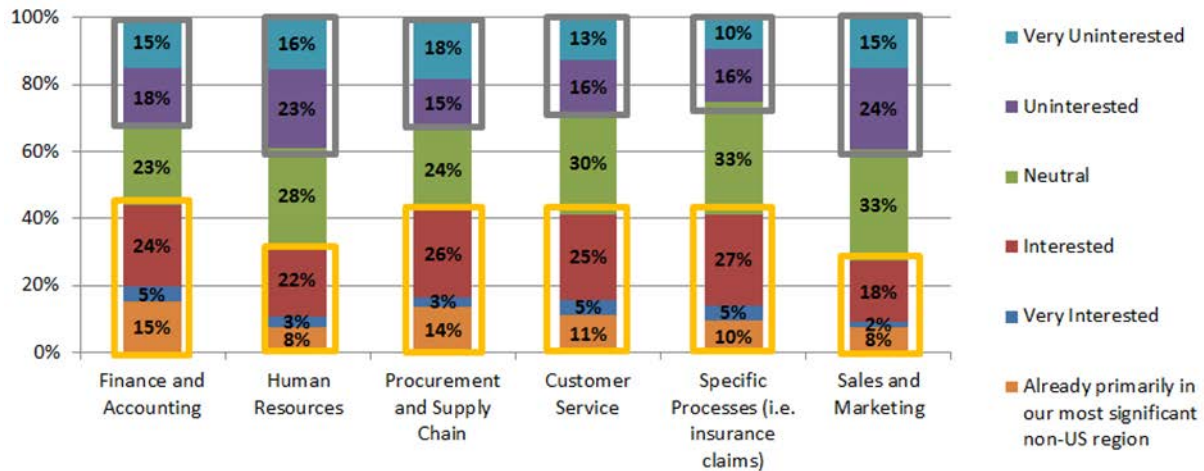 100%
80%
60%
40%
20%
0%
15%
18%
23%
24%
5%
15%
16%
23%
28%
22%
3%
8%
18%
15%
24%
26%
3%
14%
13%
16%
30%
25%
5%
11%
10%
16%
33%
27%
5%
10%
15%
24%
33%
18%
2%
8%
Finance and
Accounting
Human
Resources
Procurement
and Supply
Chain
Customer
Service
Specific
Processes (i.e.
insurance
claims)
Sales and
Marketing
Very Uninterested
Uninterested
Neutral
Interested
Very Interested
Already primarily in
our most significant
non-US region